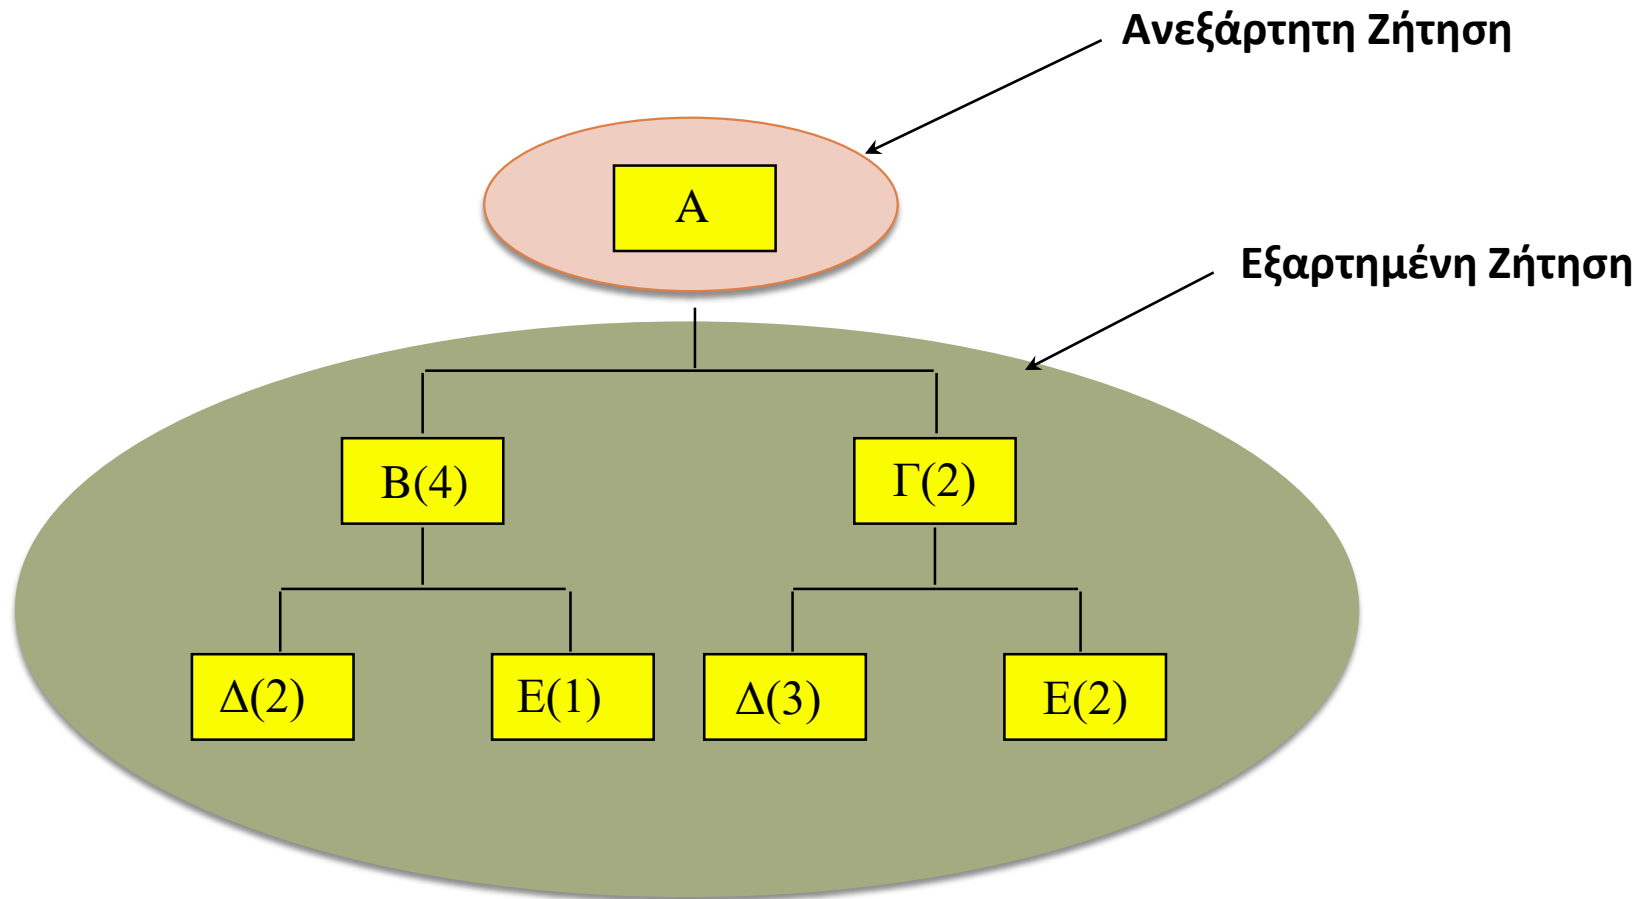 Ανεξάρτητη Ζήτηση
Α
Εξαρτημένη Ζήτηση
Β(4)
Γ(2)
Δ(2)
Ε(1)
Δ(3)
Ε(2)